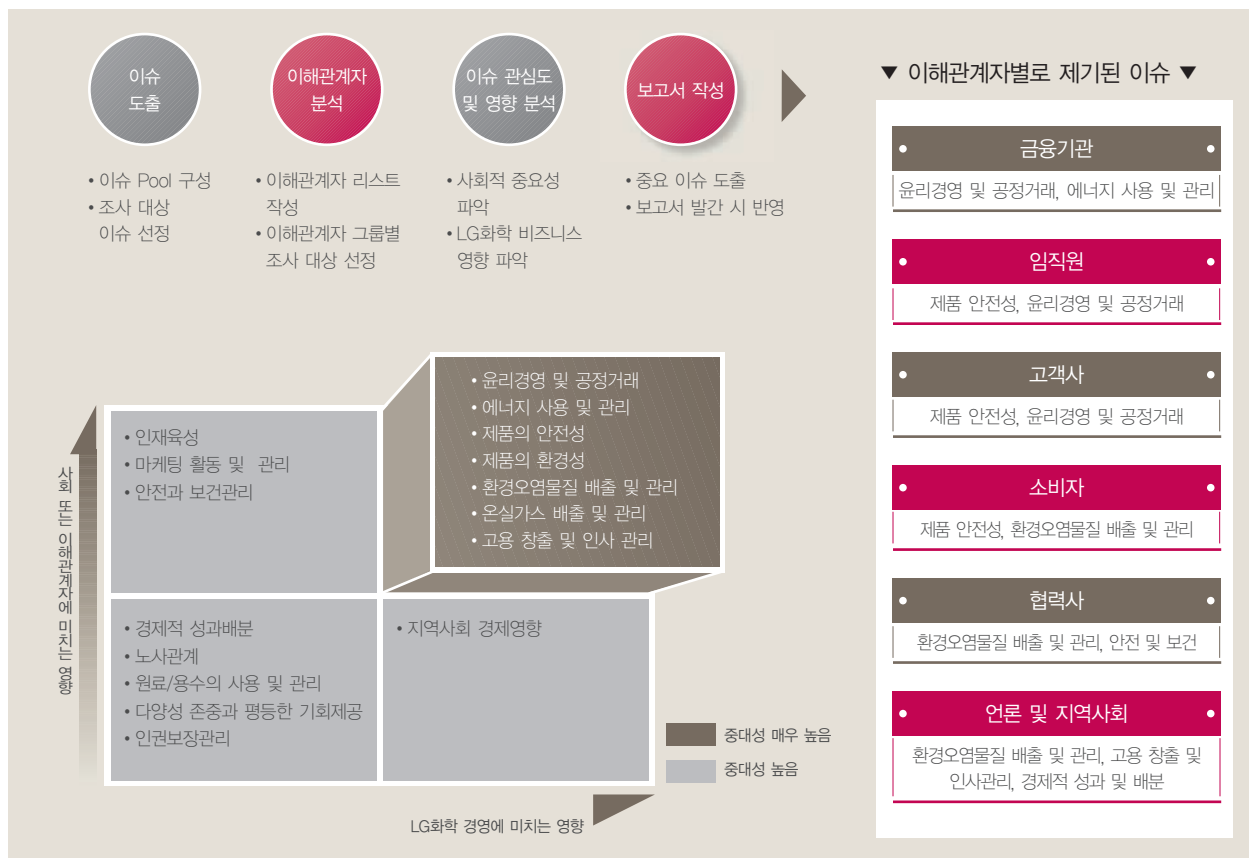 이슈
도출
이해관계자
분석
이슈 관심도
및 영향 분석
보고서 작성
• 이슈 Pool 구성
• 조사 대상
이슈 선정
• 이해관계자 리스트
작성
• 이해관계자 그룹별
조사 대상 선정
• 사회적 중요성
파악
• LG화학 비즈니스
영향 파악
• 중요 이슈 도출
• 보고서 발간 시 반영
▼ 이해관계자별로 제기된 이슈 ▼
금융기관
윤리경영 및 공정거래, 에너지 사용 및 관리
임직원
제품 안전성, 윤리경영 및 공정거래
고객사
제품 안전성, 윤리경영 및 공정거래
소비자
제품 안전성, 환경오염물질 배출 및 관리
협력사
환경오염물질 배출 및 관리, 안전 및 보건
언론 및 지역사회
환경오염물질 배출 및 관리, 고용 창출 및
인사관리, 경제적 성과 및 배분
사회 또는 이해관계자에 미치는 영향
• 인재육성
• 마케팅 활동 및 관리
• 안전과 보건관리
• 윤리경영 및 공정거래
• 에너지 사용 및 관리
• 제품의 안전성
• 제품의 환경성
• 환경오염물질 배출 및 관리
• 온실가스 배출 및 관리
• 고용 창출 및 인사 관리
• 경제적 성과배분
• 노사관계
• 원료/용수의 사용 및 관리
• 다양성 존중과 평등한 기회제공
• 인권보장관리
• 지역사회 경제영향
중대성 매우 높음
중대성 높음
LG화학 경영에 미치는 영향